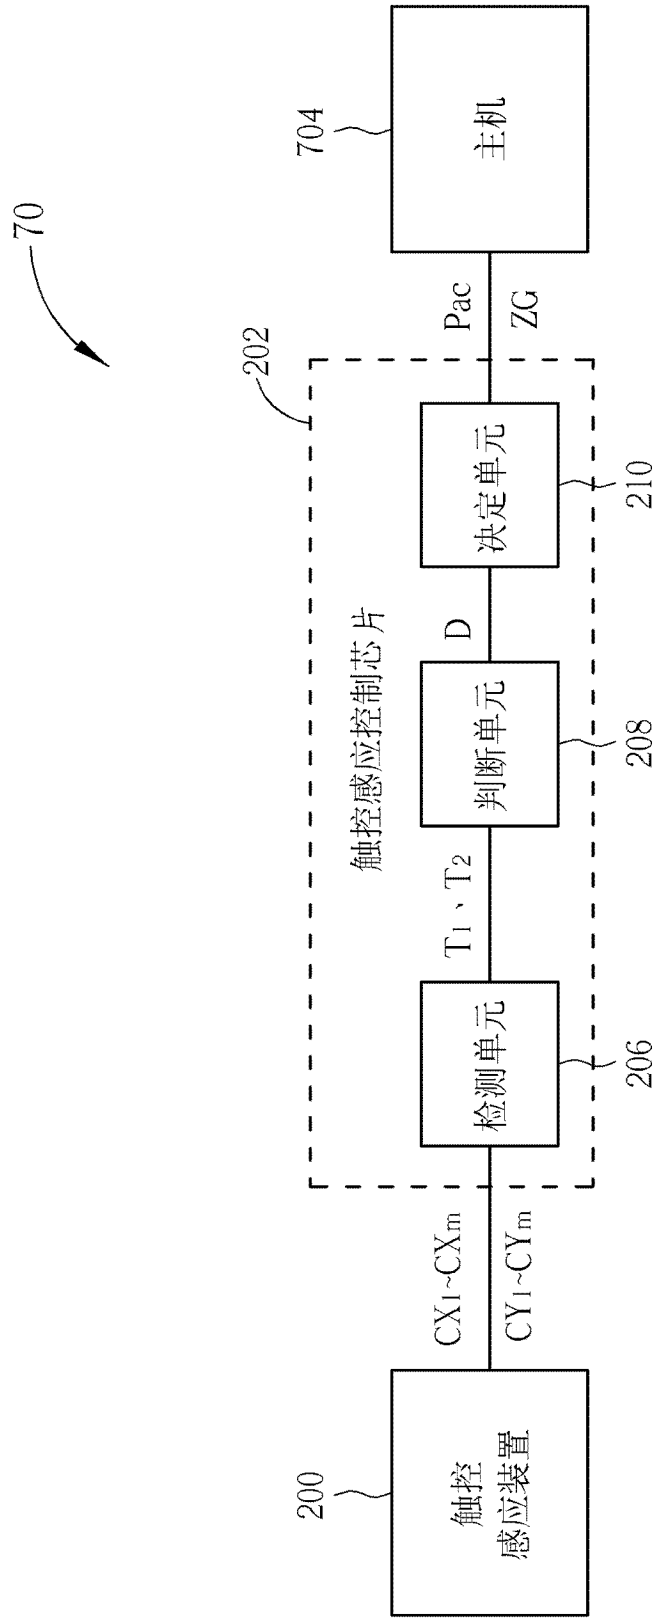 70
202
704
200
触控
感应装置
CX1~CXm
CY1~CYm
触控感应控制芯片
检测单元
206
T1、T2
判断单元
208
D
决定单元
210
Pac
ZG
主机